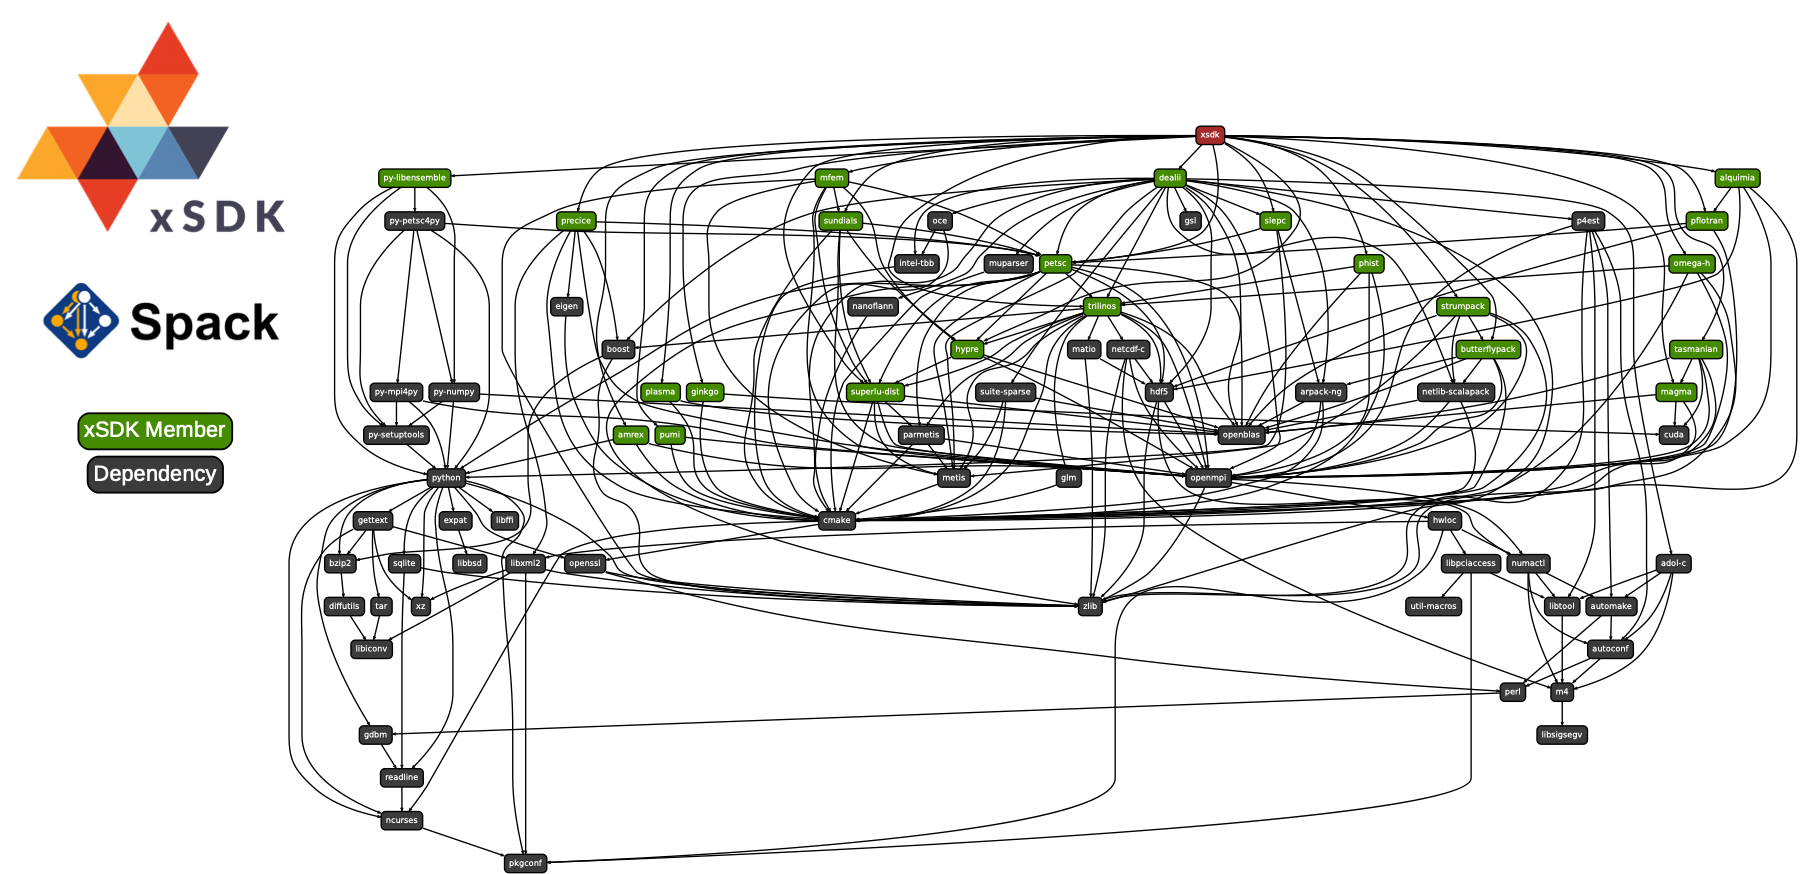 xSDK
Spack
xSDK Member
Dependency
xsdk
py-libensemble
mfem
dealii
alquimia
py-petsc4py
precice
sundials
oce
gsl
slepc
p4est
pflotran
intel-tbb
muparser
petsc
phist
omega-h
eigen
nanoflann
trilinos
strumpack
boost
hypre
matio
netcdf-c
butterflypack
tasmanian
py-mpi4py
py-numpy
plasma
ginkgo
superlu-dist
suite-sparse
hdf5
arpack-ng
netlib-scalapack
magma
py-setuptools
amrex
pumi
parmetis
openblas
cuda
python
metis
glm
openmpi
gettext
expat
libffi
cmake
hwloc
bzip2
sqlite
libbsd
libxml2
openssl
libpciaccess
numactl
adol-c
diffutils
tar
xz
zlib
util-macros
libtool
automake
libiconv
autoconf
perl
m4
gdbm
libsigsegv
readline
ncurses
pkgconf